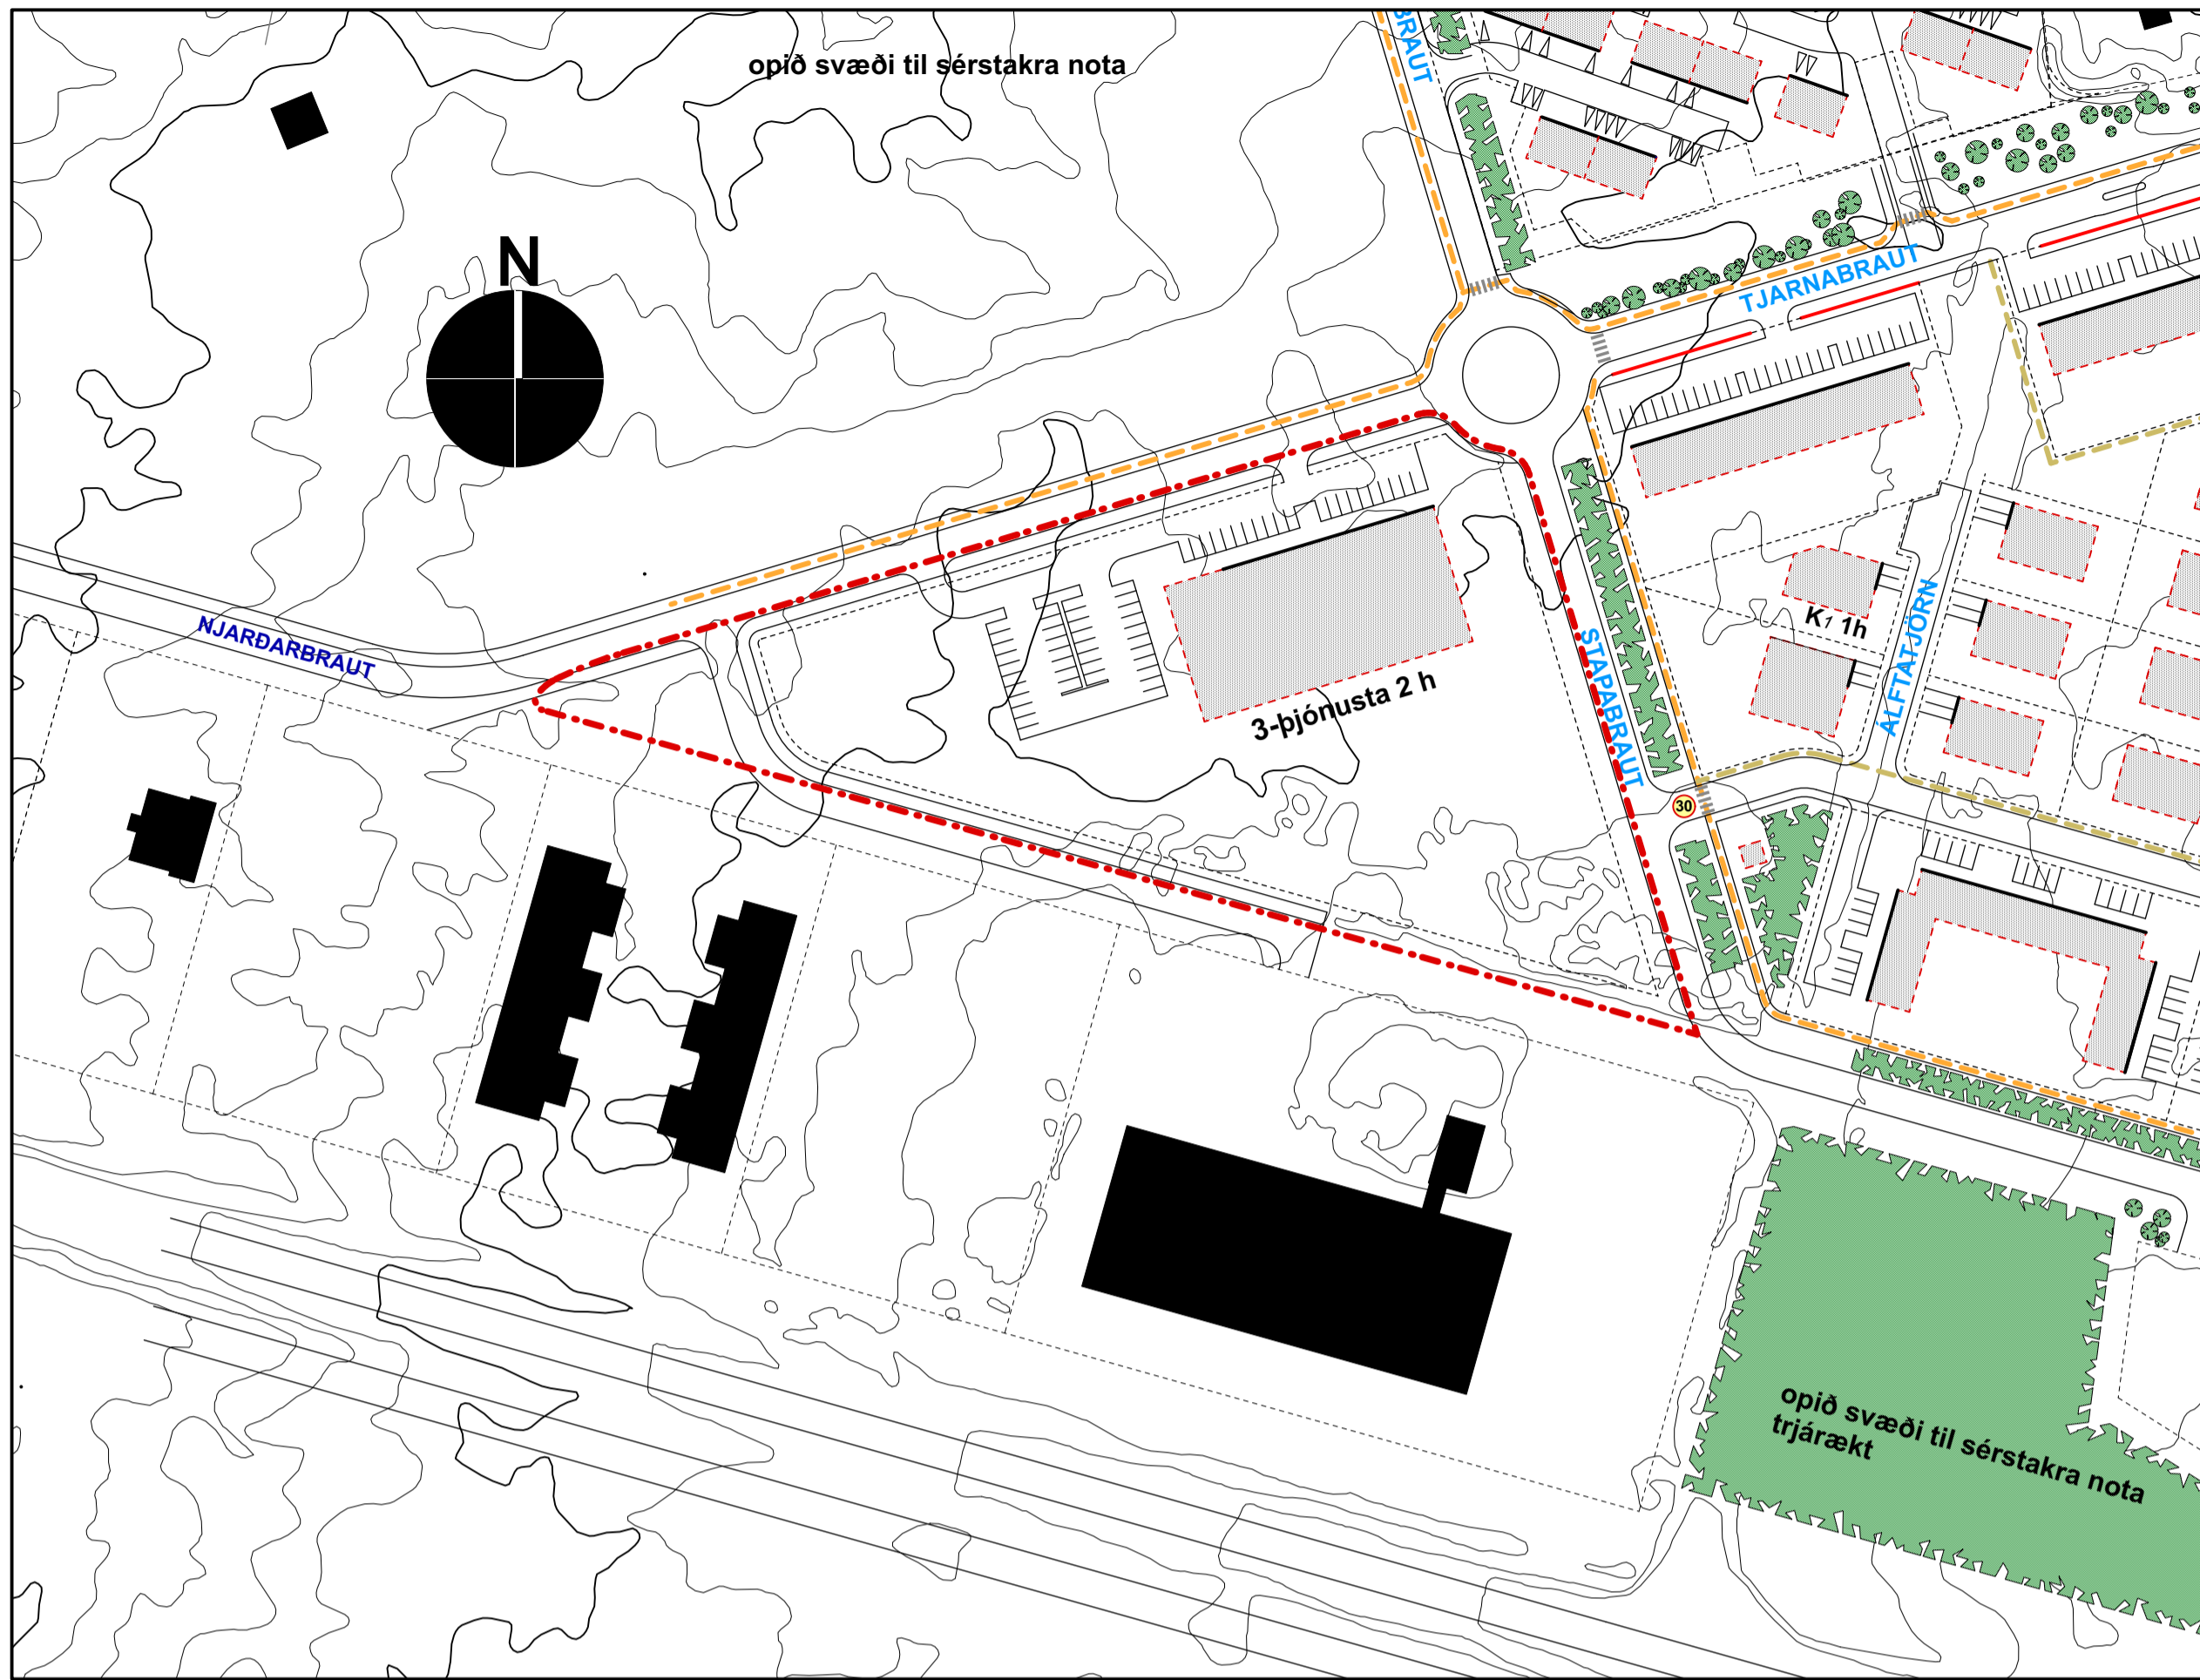 opið svæði til sérstakra nota
BRAUT
N
TJARNABRAUT
NJARÐARBRAUT
3-þjónusta 2 h
STAPABRAUT
K1 1h
ÁLFTATJÖRN
30
opið svæði til sérstakra nota
trjárækt